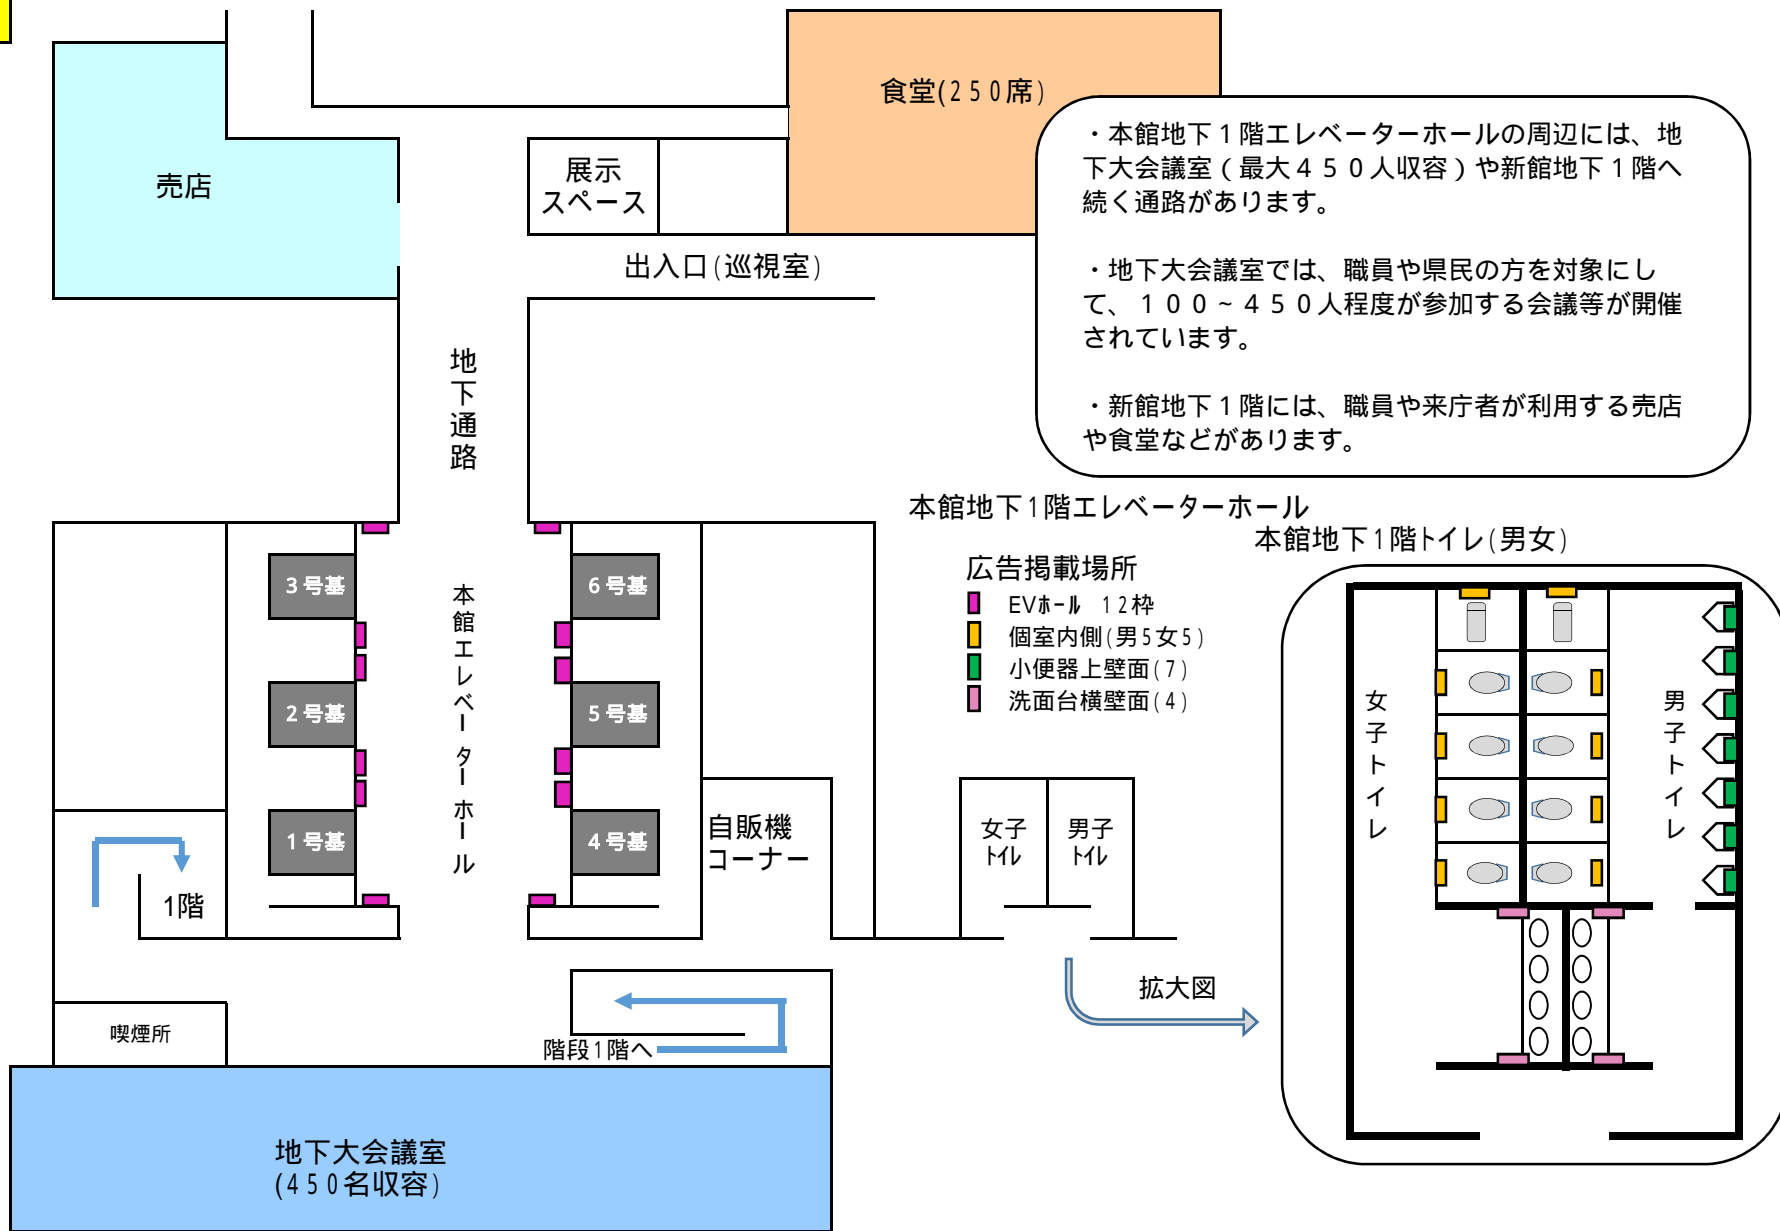 食堂(250席)
売店
展示
スペース
出入口(巡視室)
・本館地下1階エレベーターホールの周辺には、地
下大会議室(最大450人収容)や新館地下1階へ
続く通路があります。
・地下大会議室では、職員や県民の方を対象にし
て、100~450人程度が参加する会議等が開催
されています。
・新館地下1階には、職員や来庁者が利用する売店
や食堂などがあります。
地下通路
本館地下1階エレベーターホール
本館地下1階トイレ(男女)
広告掲載場所
EVホール 12枠
個室内側(男5女5)
小便器上壁面(7)
洗面台横壁面(4)
3号基
6号基
本館エレベーターホール
2号基
5号基
1号基
4号基
自販機
コーナー
1階
女子
トイレ
男子
トイレ
女子トイレ
男子トイレ
拡大図
喫煙所
階段1階へ
地下大会議室
(450名収容)